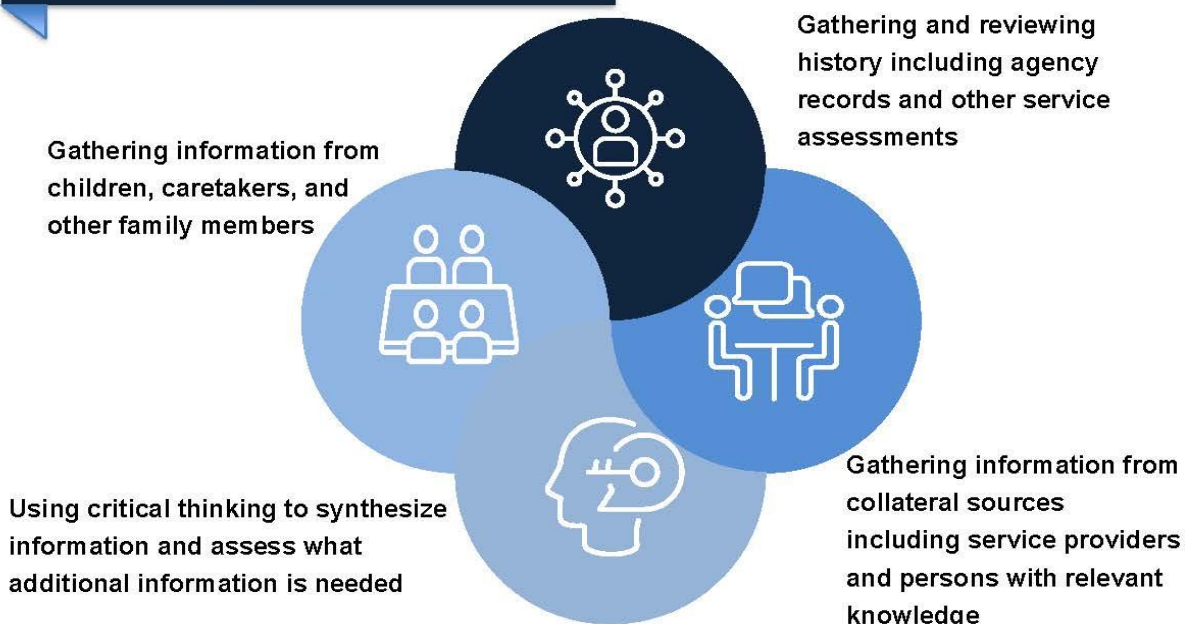 Gathering and reviewing
history including agency
records and other service
assessments
Gathering information from
children, caretakers, and
other family members
Gathering information from
collateral sources
including service providers
and persons with relevant
knowledge
Using critical thinking to synthesize
information and assess what
additional information is needed